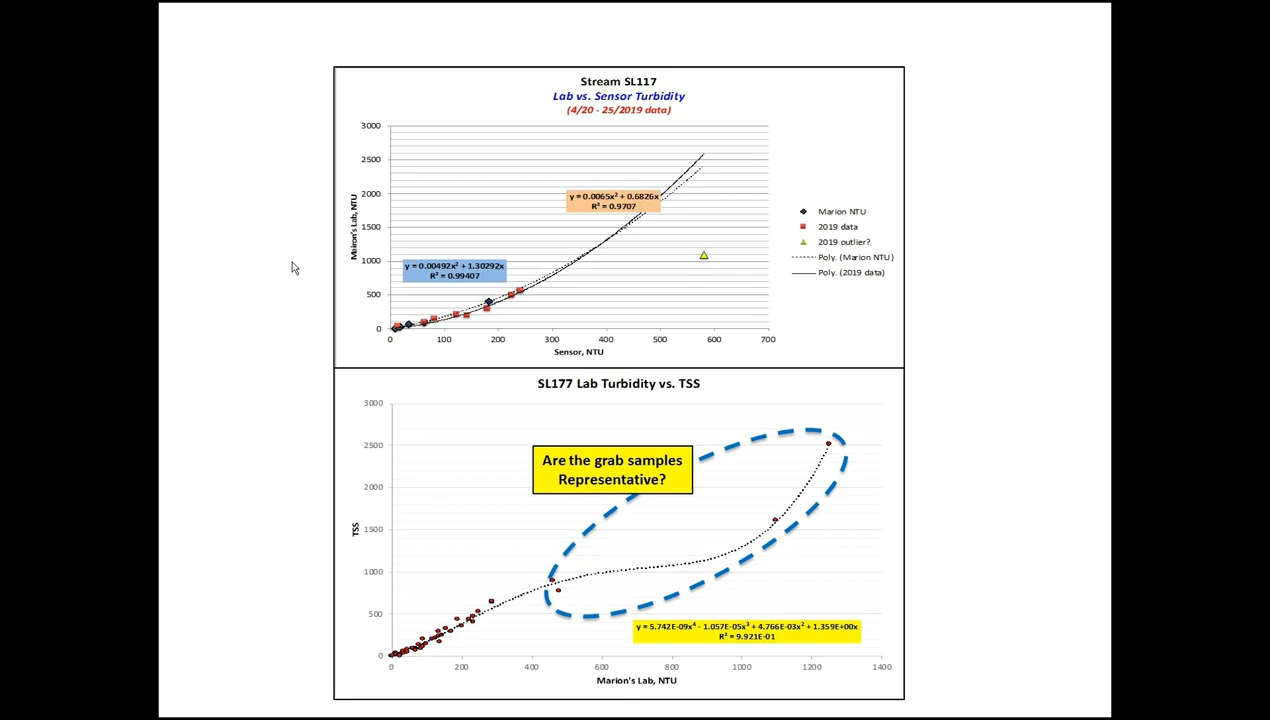 Stream SL117
Lab vs. Sensor Turbidity
(4/20 - 25/2019 data)
Mairon's Lab, NTU
3000
2500
2000
1500
1000
500
0
y = 0.0065x² + 0.6826x
R² = 0.9707
y = 0.00492x² + 1.30292x
R² = 0.99407
0 100 200 300 400 500 600 700
Sensor, NTU
Marion NTU
2019 data
2019 outlier?
Poly. (Marion NTU)
Poly. (2019 data)
SL177 Lab Turbidity vs. TSS
TSS
3000
2500
2000
1500
1000
500
0
Are the grab samples
Representative?
y = 5.742E-09x⁴ - 1.057E-05x³ + 4.766E-03x² + 1.359E+00x
R² = 9.921E-01
0 200 400 600 800 1000 1200 1400
Marion's Lab, NTU